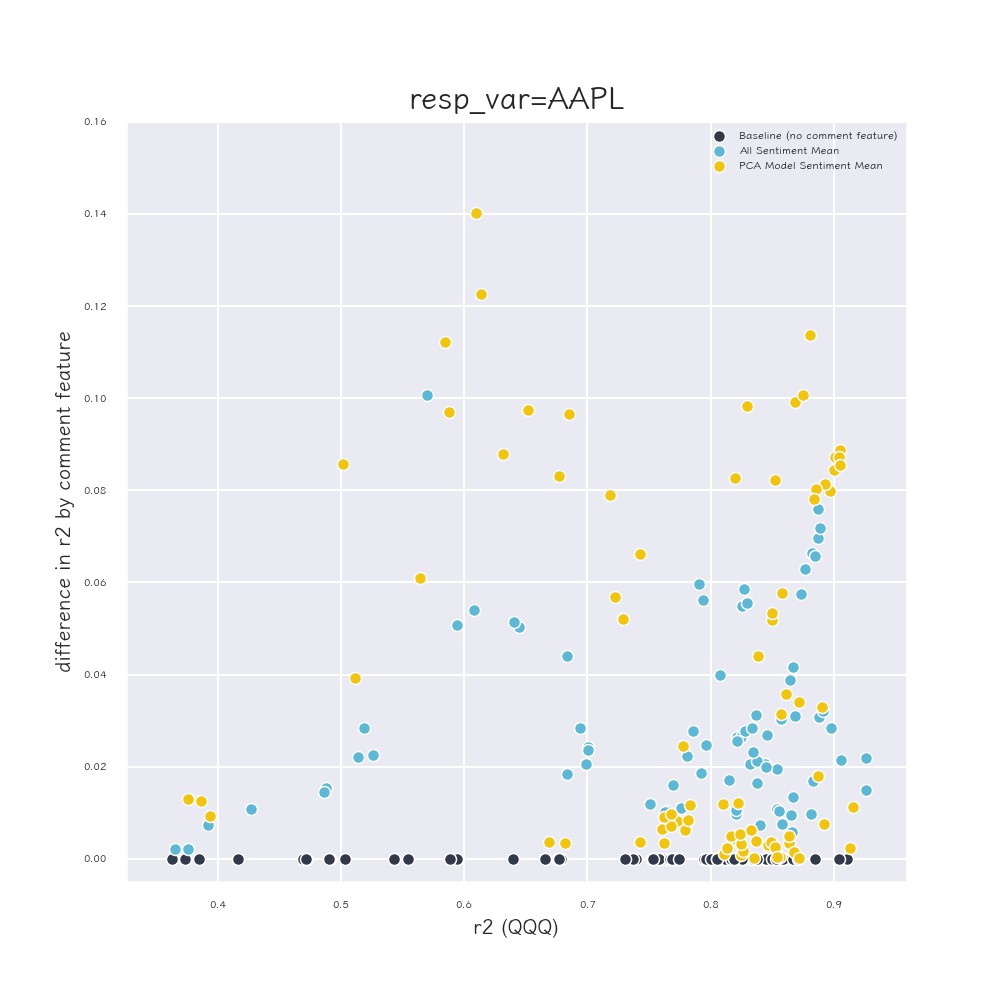 resp_var=AAPL
0.16
0.14
0.12
0.10
0.08
0.06
0.04
0.02
0.00
difference in r2 by comment feature
Baseline (no comment feature)
All Sentiment Mean
PCA Model Sentiment Mean
0.4 0.5 0.6 0.7 0.8 0.9
r2 (QQQ)